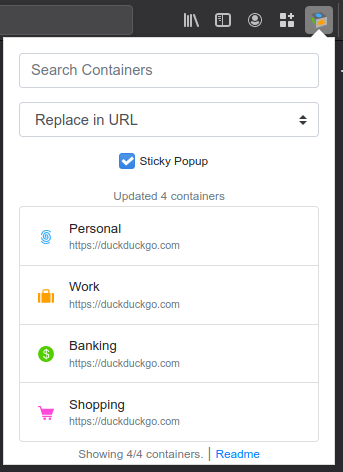 Search Containers
Replace in URL
Sticky Popup
Updated 4 containers
Personal
https://duckduckgo.com
Work
https://duckduckgo.com
$
Banking
https://duckduckgo.com
Shopping
https://duckduckgo.com
Showing 4/4 containers. | Readme